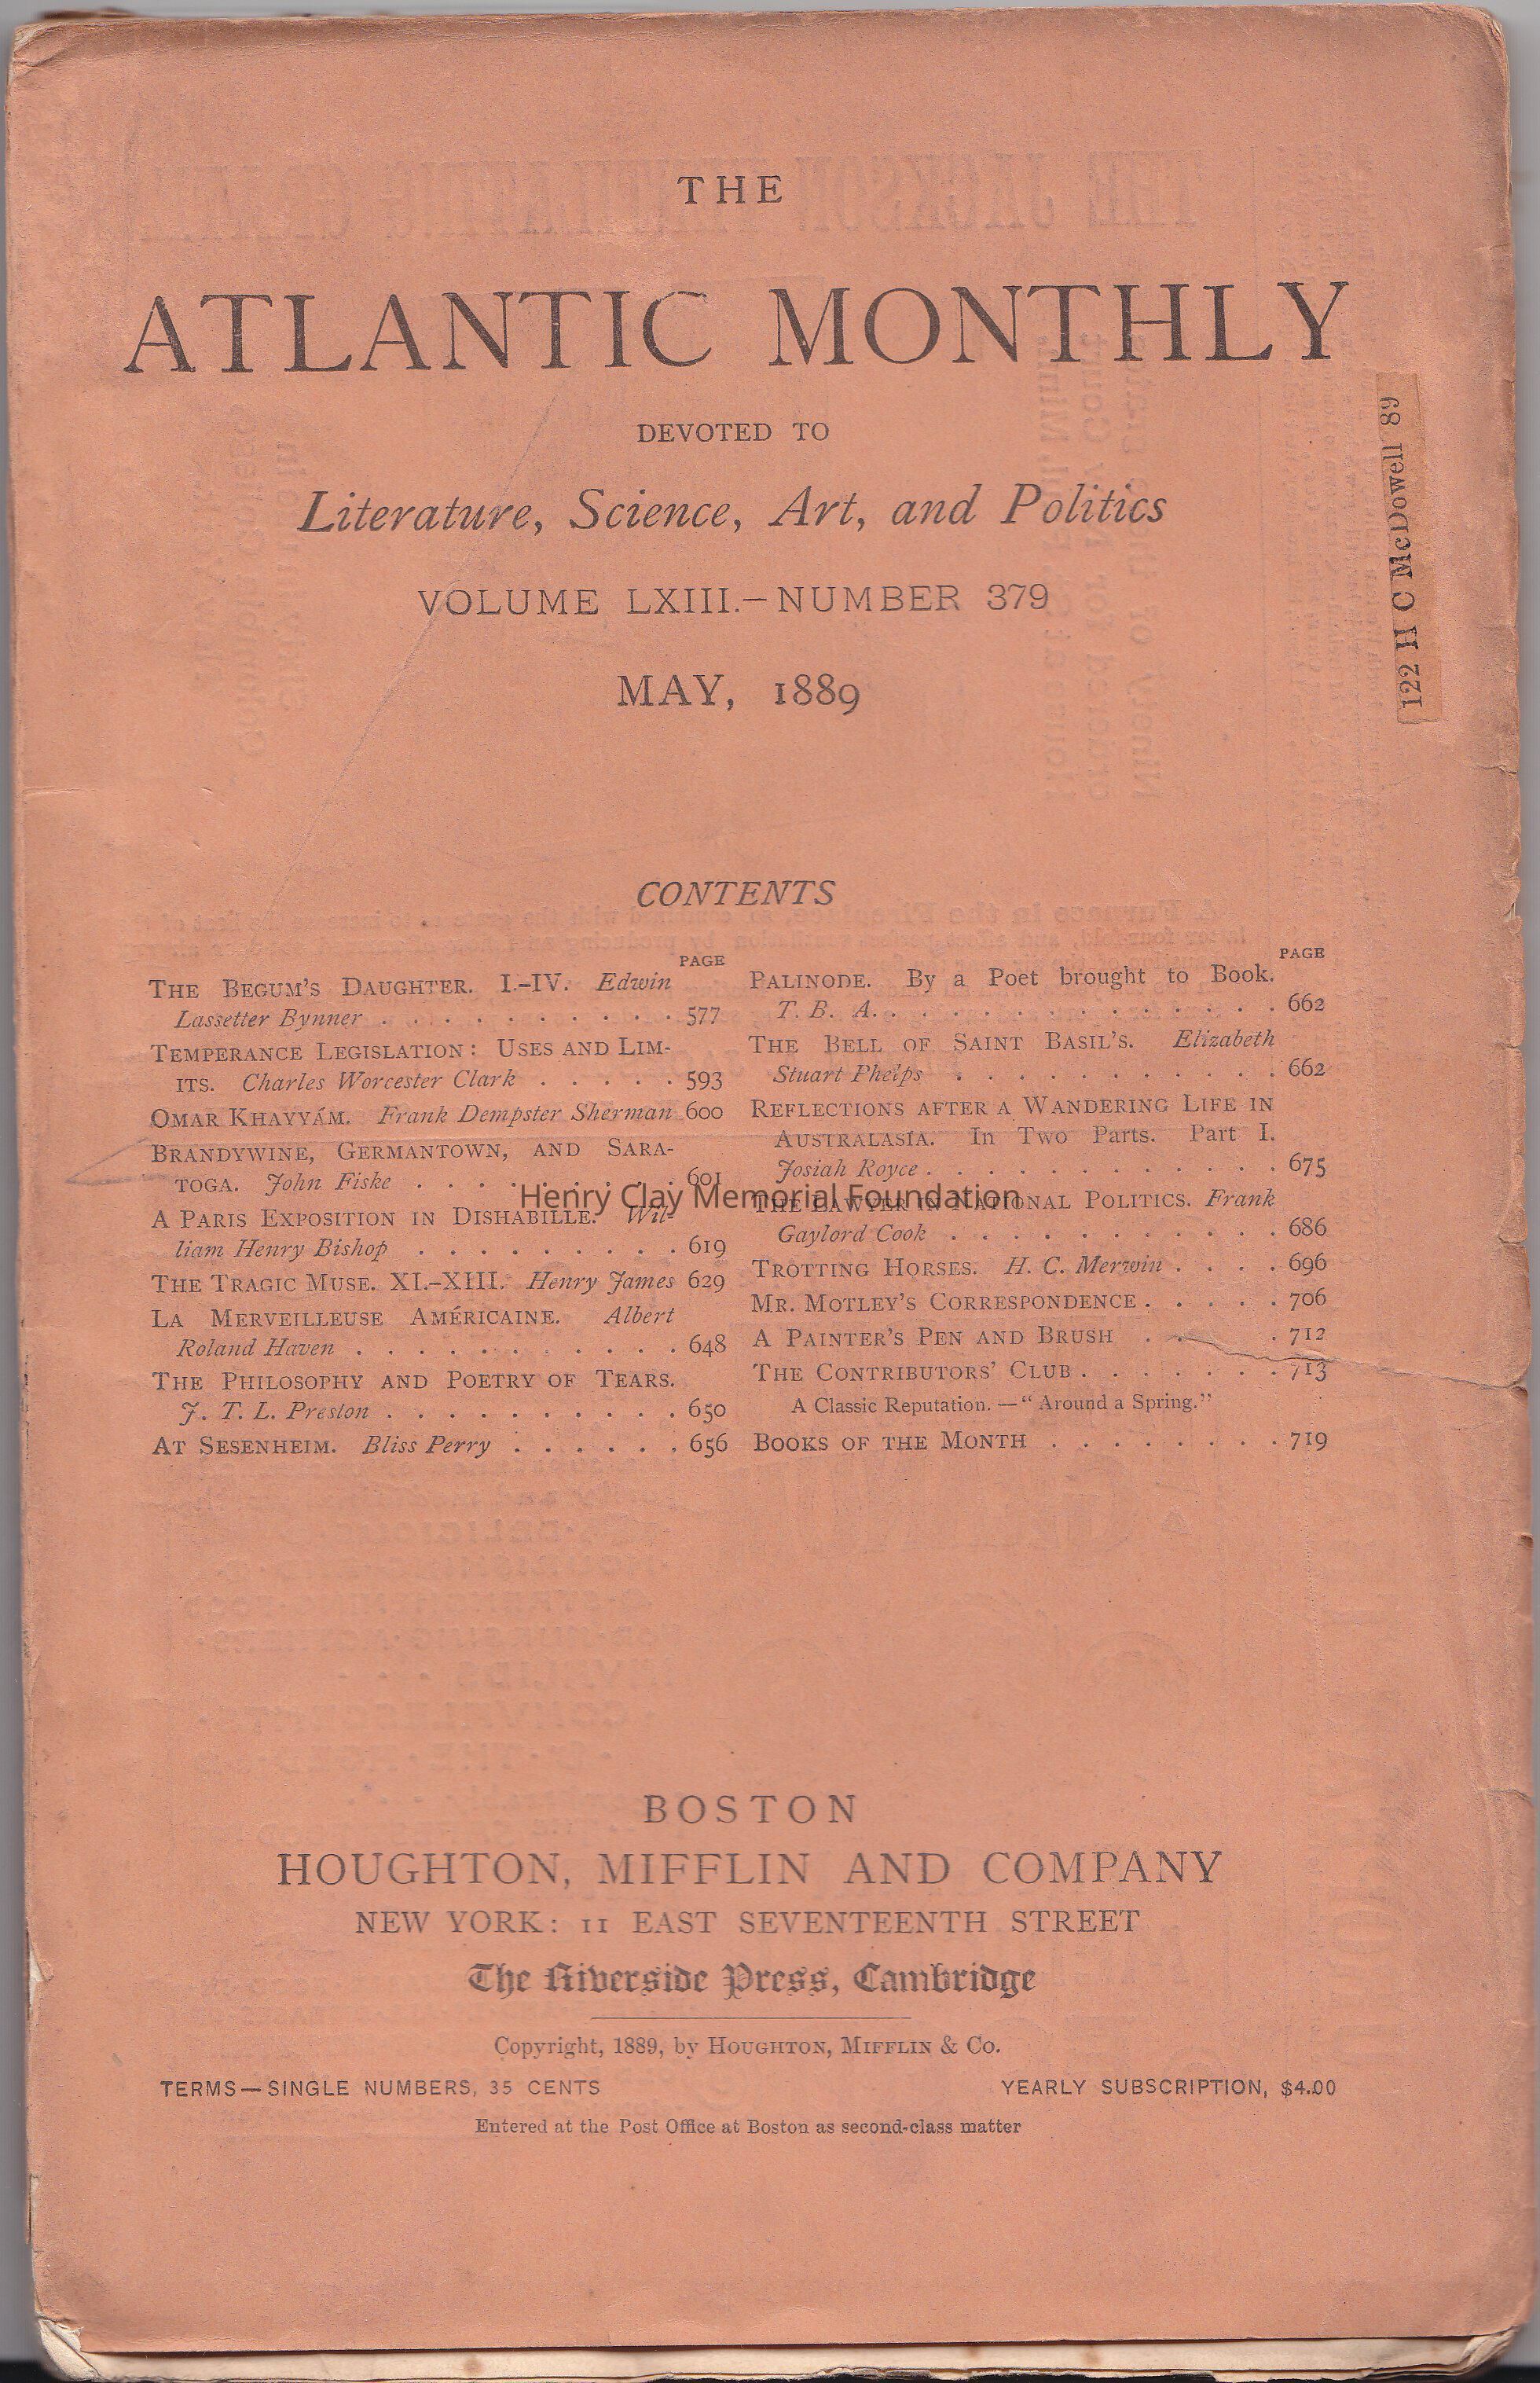 THE
ATLANTIC MONTHLY
DEVOTED TO
Literature, Science, Art, and Politics
VOLUME LXIII.—NUMBER 379
MAY, 1889
122 H C McDowell 89
CONTENTS
PAGE
THE BEGUM'S DAUGHTER. I.–IV. Edwin
Lassetter Bynner . . . . . . . . . . 577
TEMPERANCE LEGISLATION: USES AND LIM-
ITS. Charles Worcester Clark . . . . . 593
OMAR KHAYYÁM. Frank Dempster Sherman 600
BRANDYWINE, GERMANTOWN, AND SARA-
TOGA. John Fiske . . . . . . . . . 601
A PARIS EXPOSITION IN DISHABILLE. Wil-
liam Henry Bishop . . . . . . . . . 619
THE TRAGIC MUSE. XI.–XIII. Henry James 629
LA MERVEILLEUSE AMÉRICAINE. Albert
Roland Haven . . . . . . . . . . . 648
THE PHILOSOPHY AND POETRY OF TEARS.
J. T. L. Preston . . . . . . . . . . 650
AT SESENHEIM. Bliss Perry . . . . . . 656
PAGE
PALINODE. By a Poet brought to Book.
T. B. A. . . . . . . . . . . . . . 662
THE BELL OF SAINT BASIL'S. Elizabeth
Stuart Phelps . . . . . . . . . . . 662
REFLECTIONS AFTER A WANDERING LIFE IN
AUSTRALASIA. In Two Parts. Part I.
Josiah Royce . . . . . . . . . . . . 675
THE LAWYER IN NATIONAL POLITICS. Frank
Gaylord Cook . . . . . . . . . . . 686
TROTTING HORSES. H. C. Merwin . . . . 696
MR. MOTLEY'S CORRESPONDENCE . . . . . 706
A PAINTER'S PEN AND BRUSH . . . 712
THE CONTRIBUTORS' CLUB . . . . . . . 713
A Classic Reputation. — "Around a Spring."
BOOKS OF THE MONTH . . . . . . . . 719
Henry Clay Memorial Foundation
BOSTON
HOUGHTON, MIFFLIN AND COMPANY
NEW YORK: 11 EAST SEVENTEENTH STREET
The Riverside Press, Cambridge
Copyright, 1889, by HOUGHTON, MIFFLIN & CO.
TERMS—SINGLE NUMBERS, 35 CENTS
YEARLY SUBSCRIPTION, $4.00
Entered at the Post Office at Boston as second-class matter